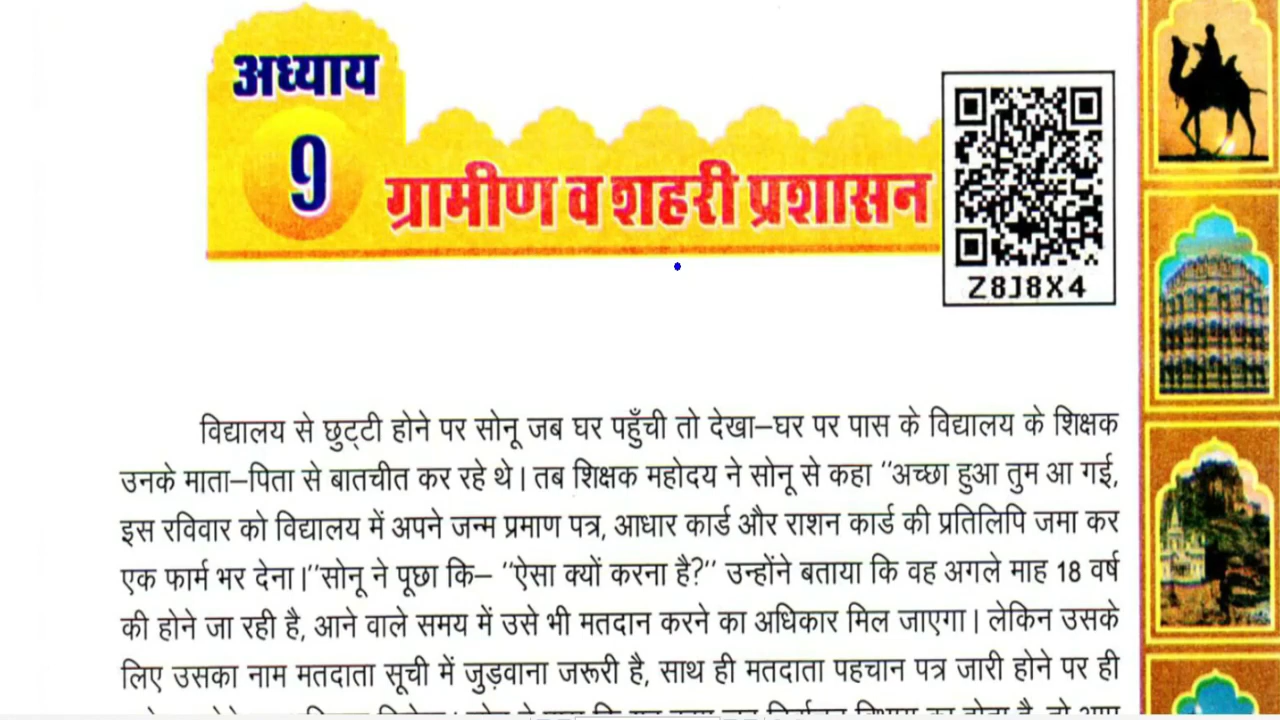 अध्याय
9
ग्रामीण व शहरी प्रशासन
Z8J8X4
विद्यालय से छुट्टी होने पर सोनू जब घर पहुँची तो देखा–घर पर पास के विद्यालय के शिक्षक
उनके माता–पिता से बातचीत कर रहे थे। तब शिक्षक महोदय ने सोनू से कहा "अच्छा हुआ तुम आ गई,
इस रविवार को विद्यालय में अपने जन्म प्रमाण पत्र, आधार कार्ड और राशन कार्ड की प्रतिलिपि जमा कर
एक फार्म भर देना।"सोनू ने पूछा कि– "ऐसा क्यों करना है?" उन्होंने बताया कि वह अगले माह 18 वर्ष
की होने जा रही है, आने वाले समय में उसे भी मतदान करने का अधिकार मिल जाएगा। लेकिन उसके
लिए उसका नाम मतदाता सूची में जुड़वाना जरूरी है, साथ ही मतदाता पहचान पत्र जारी होने पर ही